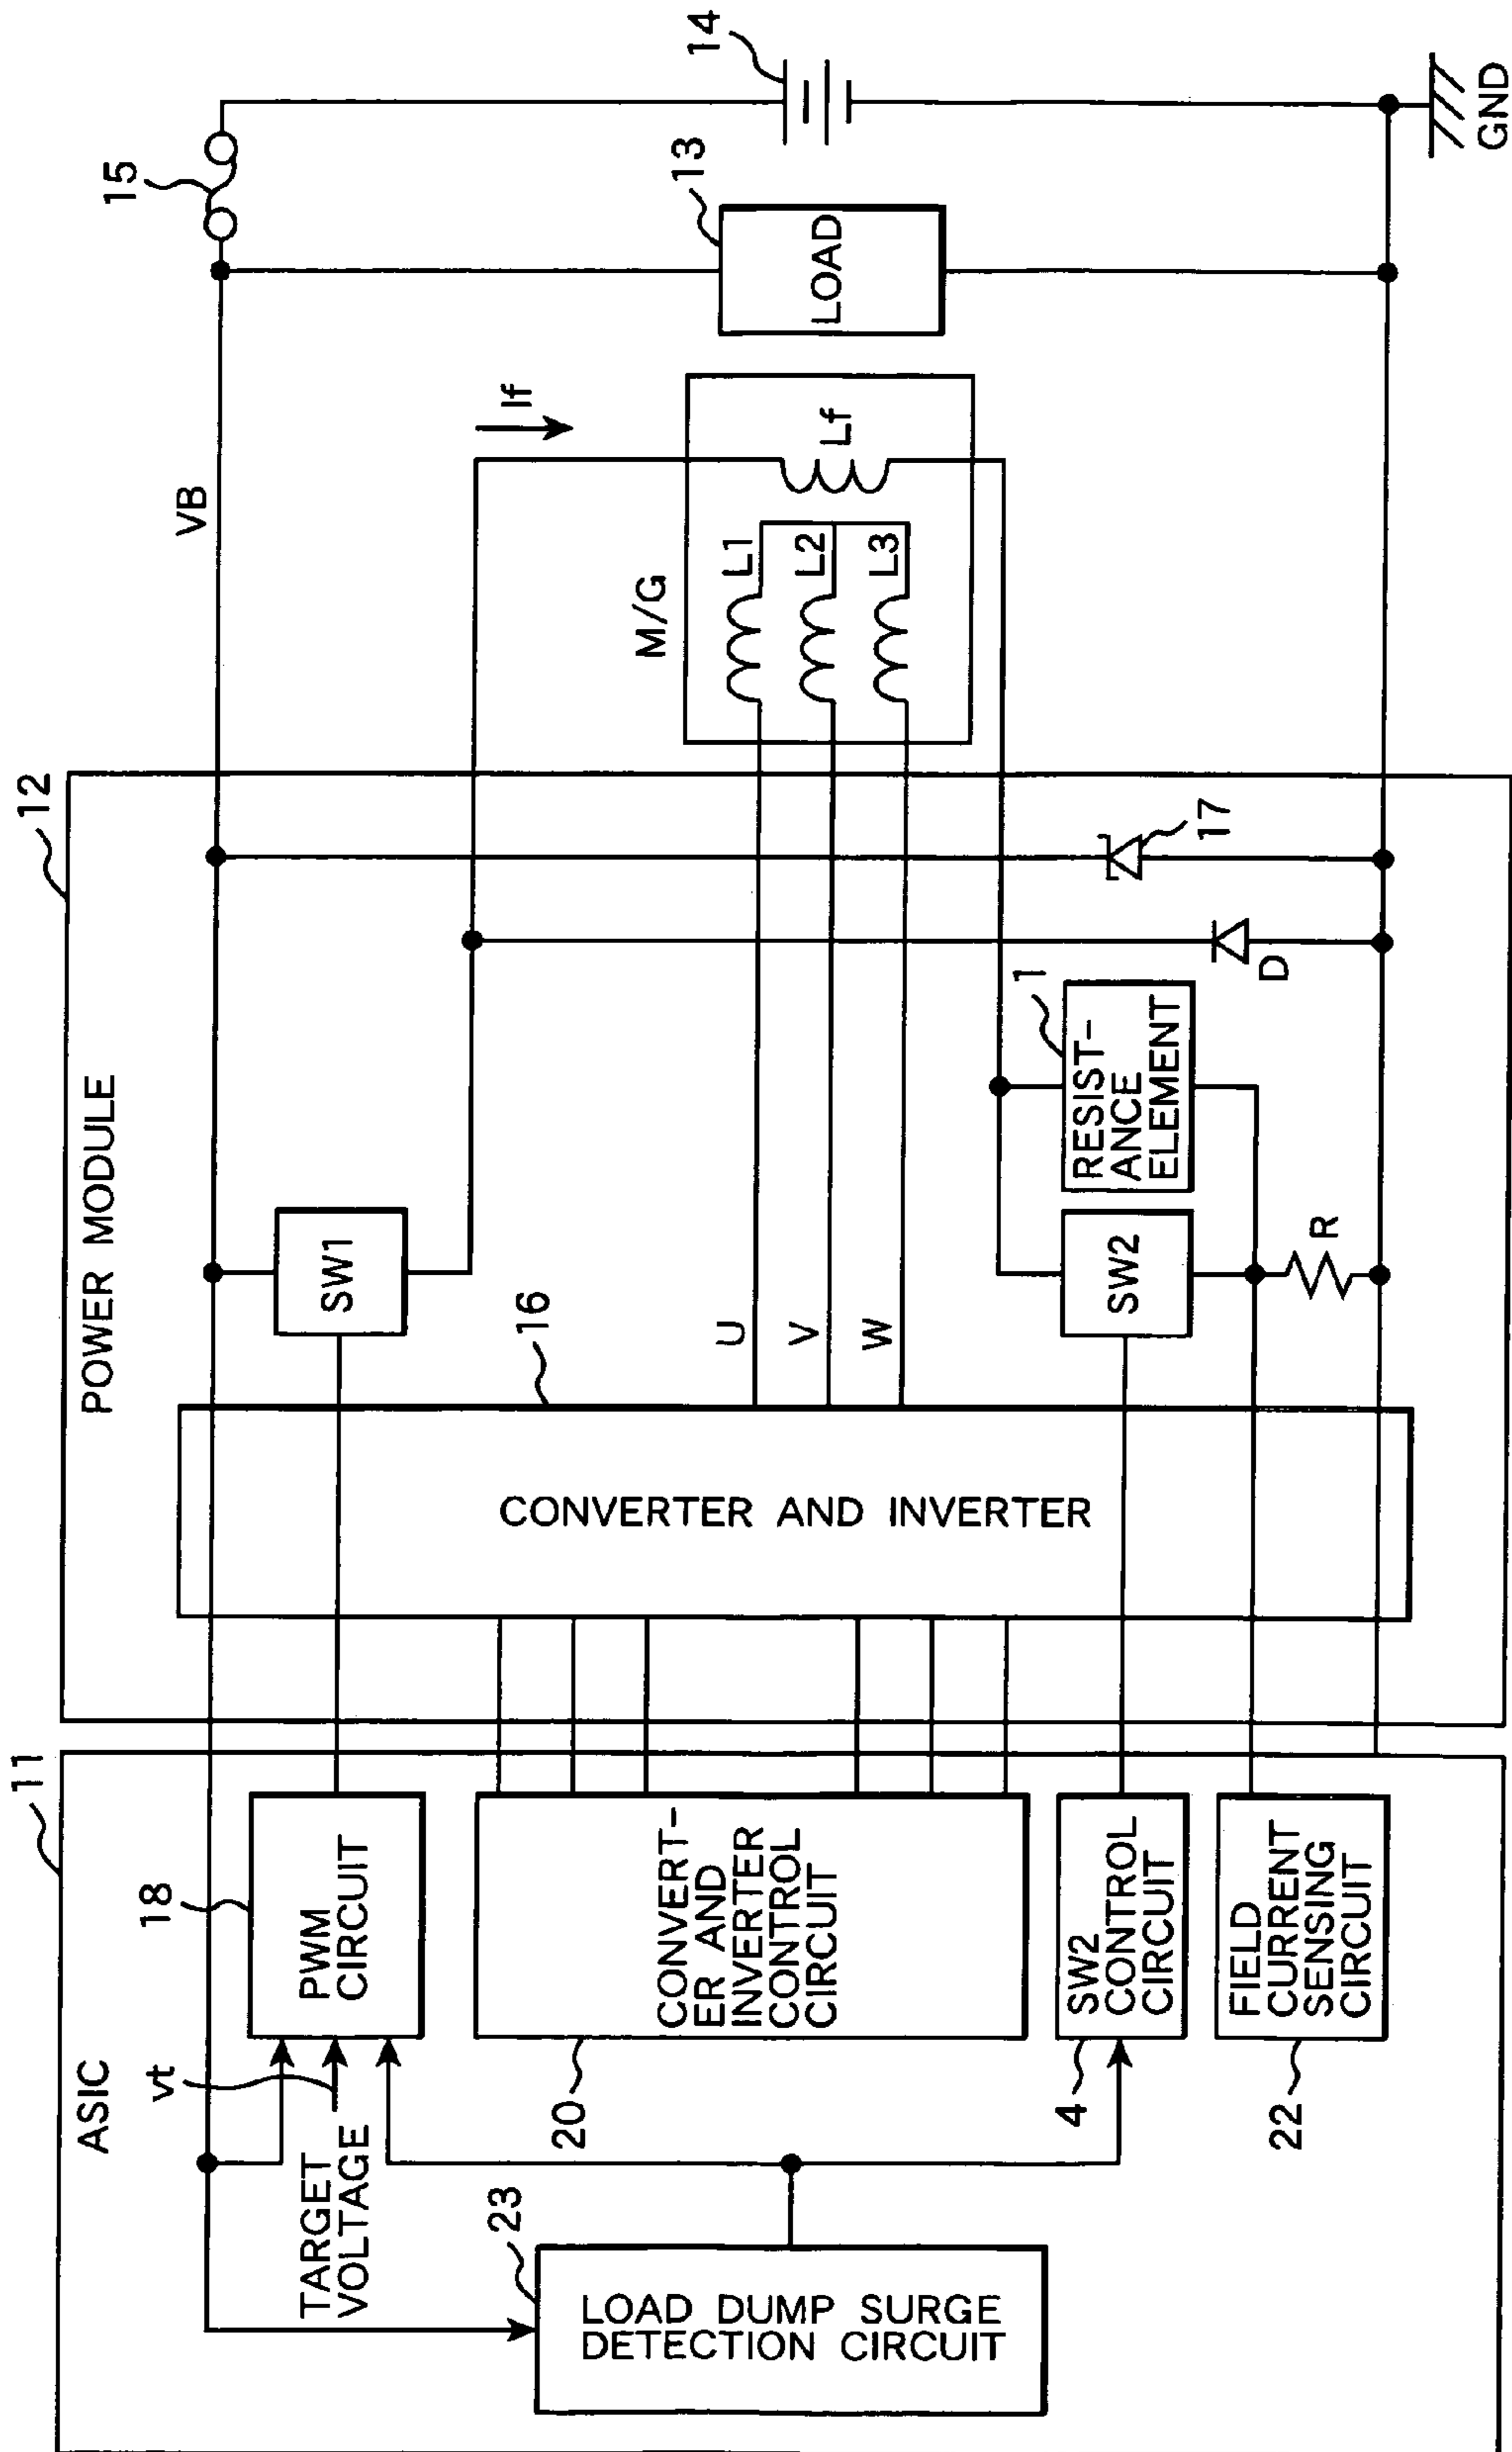 11
ASIC
vt
TARGET
VOLTAGE
18
PWM
CIRCUIT
23
LOAD DUMP SURGE
DETECTION CIRCUIT
20
CONVERT-
ER AND
INVERTER
CONTROL
CIRCUIT
4
SW2
CONTROL
CIRCUIT
22
FIELD
CURRENT
SENSING
CIRCUIT
12
POWER MODULE
16
CONVERTER AND INVERTER
SW1
U
V
W
SW2
R
1
RESIST-
ANCE
ELEMENT
D
17
VB
M/G
L1
L2
L3
Lf
If
15
13
LOAD
14
GND